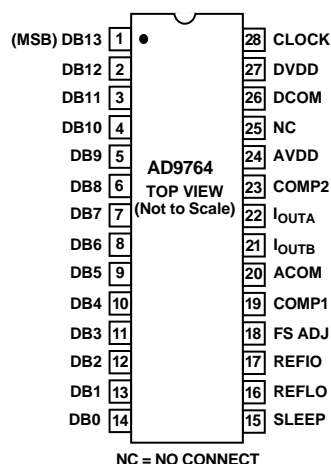 (MSB) DB13 1 28 CLOCK
DB12 2 27 DVDD
DB11 3 26 DCOM
DB10 4 25 NC
DB9 5 24 AVDD
DB8 6 23 COMP2
DB7 7 22 IOUTA
DB6 8 21 IOUTB
DB5 9 20 ACOM
DB4 10 19 COMP1
DB3 11 18 FS ADJ
DB2 12 17 REFIO
DB1 13 16 REFLO
DB0 14 15 SLEEP
AD9764
TOP VIEW
(Not to Scale)
NC = NO CONNECT